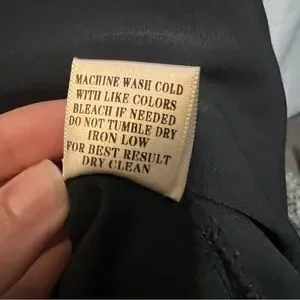 MACHINE WASH COLD
WITH LIKE COLORS
BLEACH IF NEEDED
DO NOT TUMBLE DRY
IRON LOW
FOR BEST RESULT
DRY CLEAN